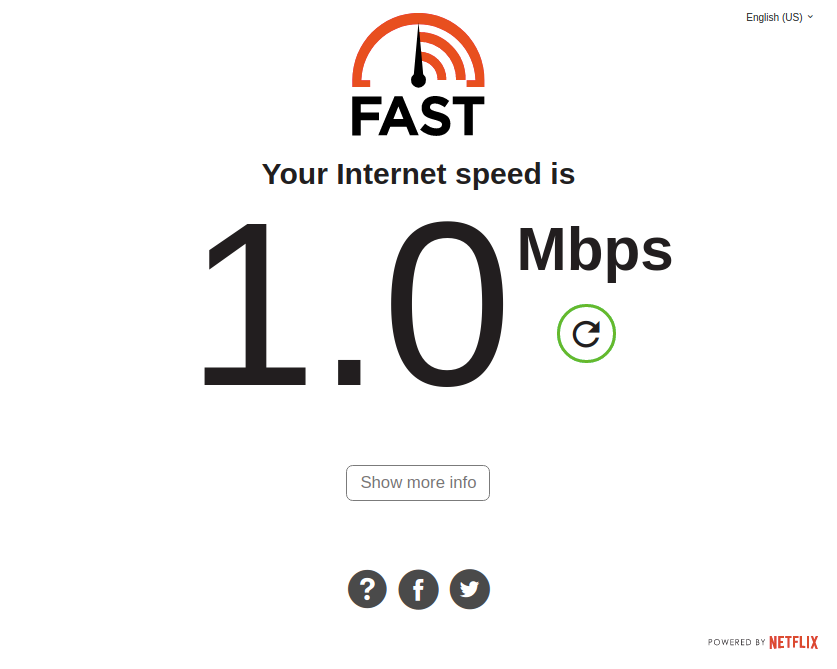 English (US)
FAST
Your Internet speed is
1.0 Mbps
Show more info
?
f
POWERED BY NETFLIX